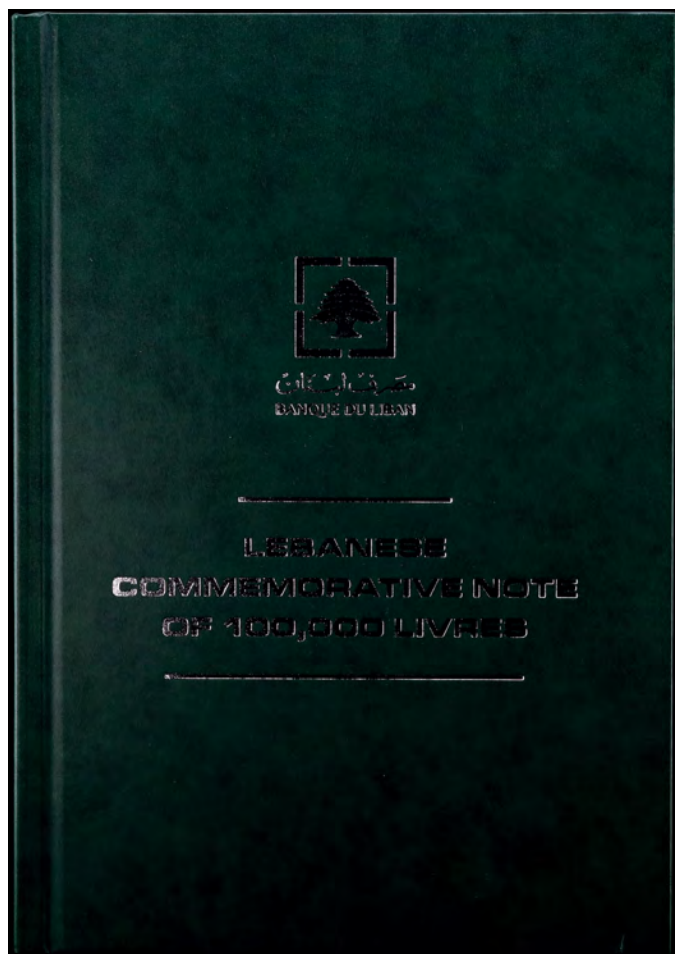 مصرف لبنان
BANQUE DU LIBAN
LEBANESE
COMMEMORATIVE NOTE
OF 100,000 LIVRES